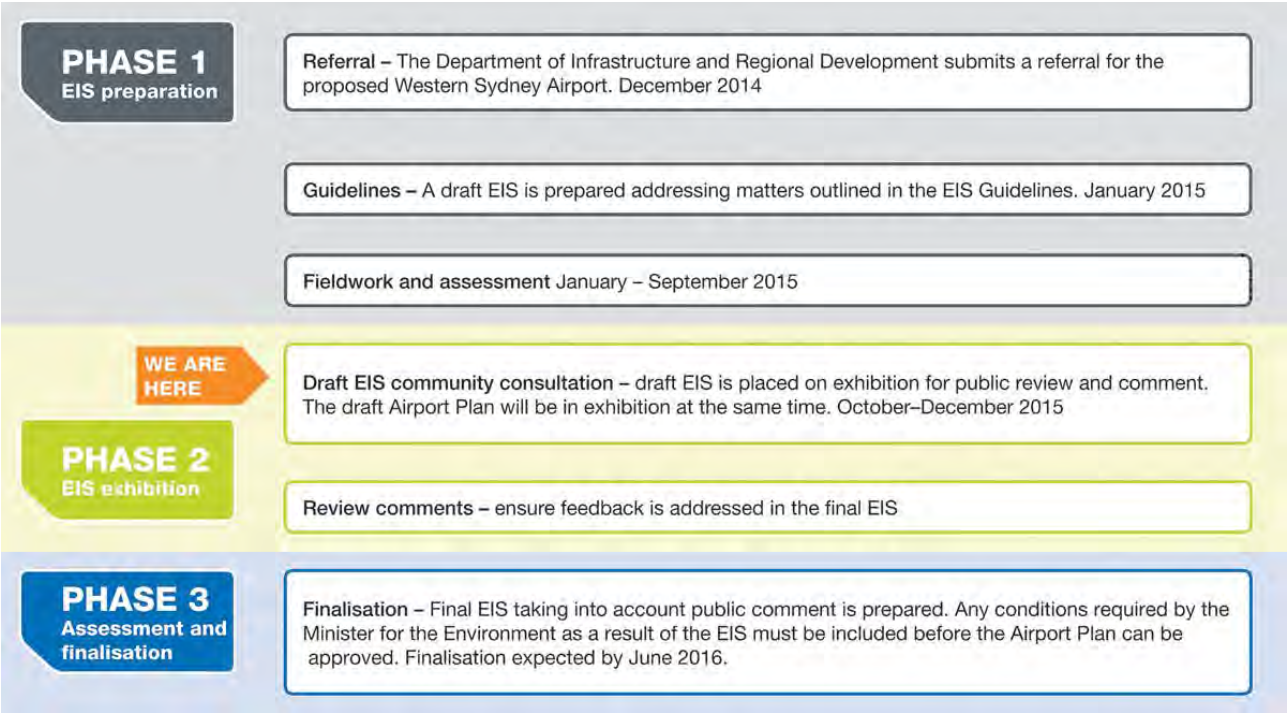 PHASE 1
EIS preparation
Referral – The Department of Infrastructure and Regional Development submits a referral for the
proposed Western Sydney Airport. December 2014
Guidelines – A draft EIS is prepared addressing matters outlined in the EIS Guidelines. January 2015
Fieldwork and assessment January – September 2015
WE ARE
HERE
Draft EIS community consultation – draft EIS is placed on exhibition for public review and comment.
The draft Airport Plan will be in exhibition at the same time. October–December 2015
PHASE 2
EIS exhibition
Review comments – ensure feedback is addressed in the final EIS
PHASE 3
Assessment and
finalisation
Finalisation – Final EIS taking into account public comment is prepared. Any conditions required by the
Minister for the Environment as a result of the EIS must be included before the Airport Plan can be
approved. Finalisation expected by June 2016.